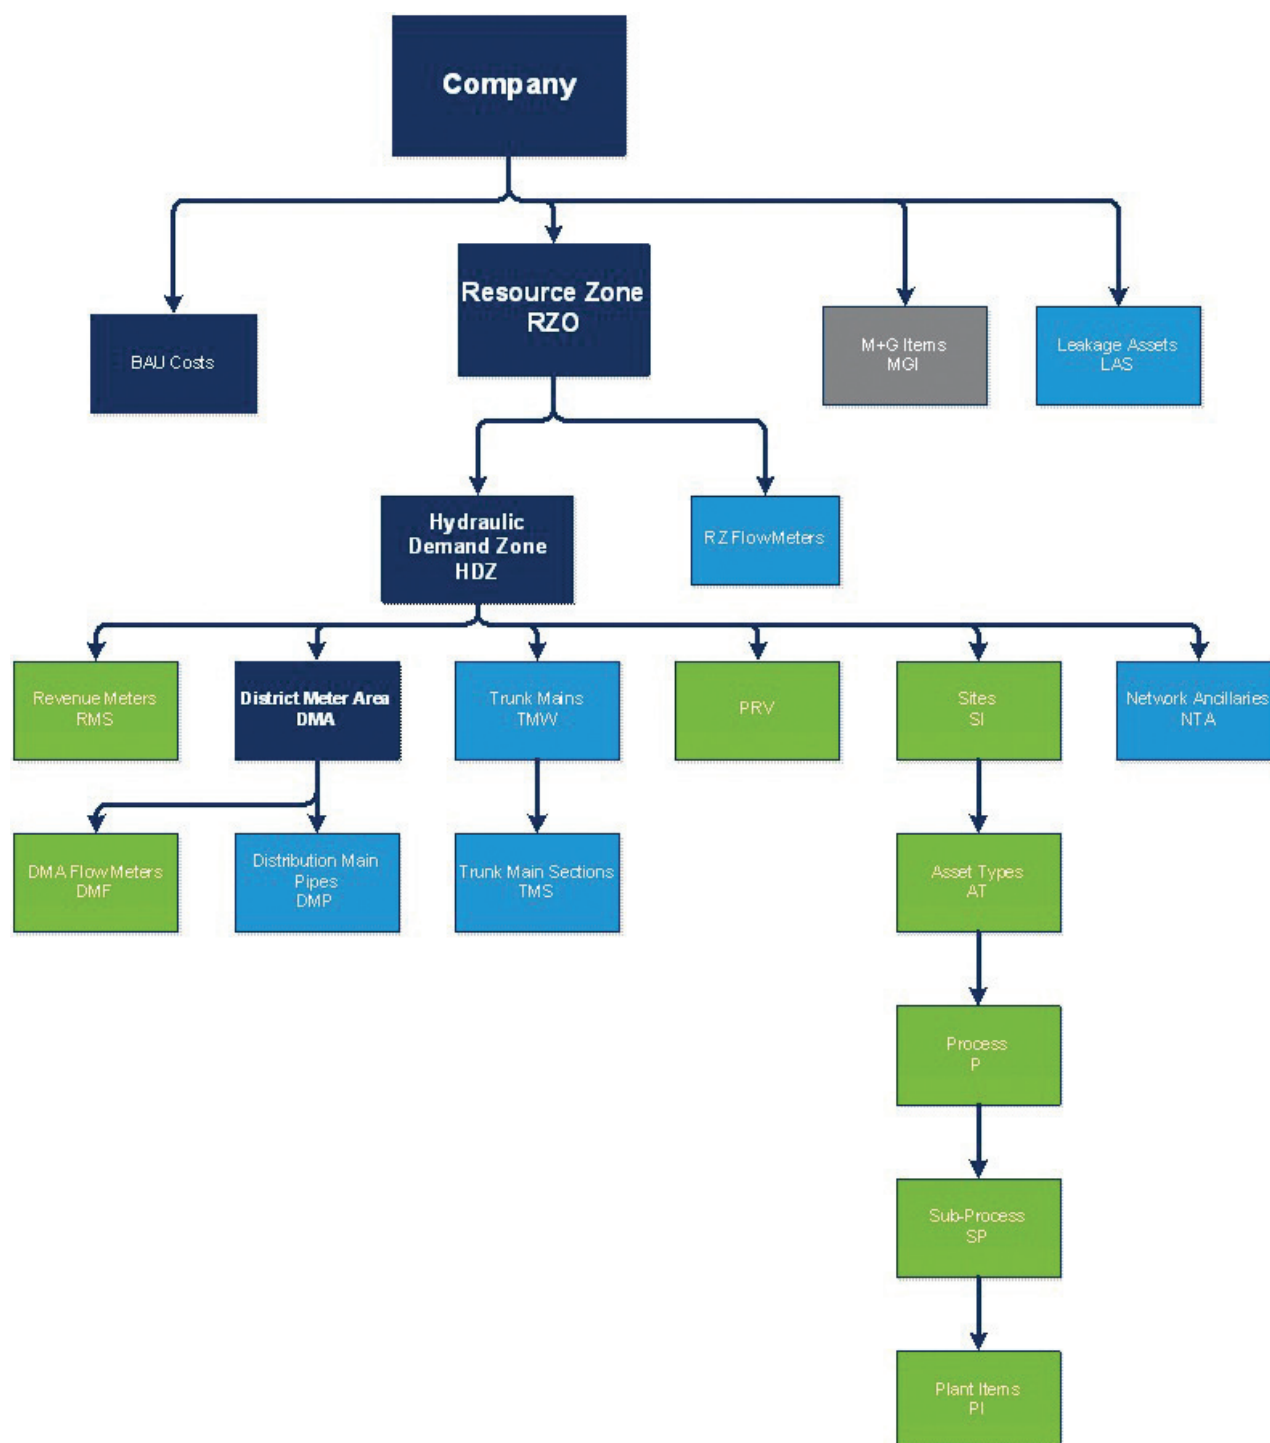 Company
Resource Zone
RZO
BAU Costs
M+G Items
MGI
Leakage Assets
LAS
Hydraulic
Demand Zone
HDZ
RZ FlowMeters
Revenue Meters
RMS
District Meter Area
DMA
Trunk Mains
TMW
PRV
Sites
SI
Network Ancillaries
NTA
DMA FlowMeters
DMF
Distribution Main
Pipes
DMP
Trunk Main Sections
TMS
Asset Types
AT
Process
P
Sub-Process
SP
Plant Items
PI